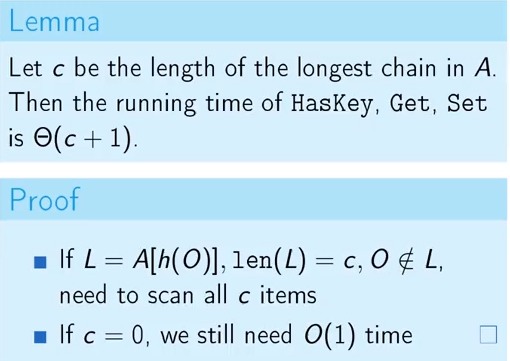 Lemma
Let c be the length of the longest chain in A.
Then the running time of HasKey, Get, Set
is Θ(c + 1).
Proof
If L = A[h(O)], len(L) = c, O ∉ L,
need to scan all c items
If c = 0, we still need O(1) time □